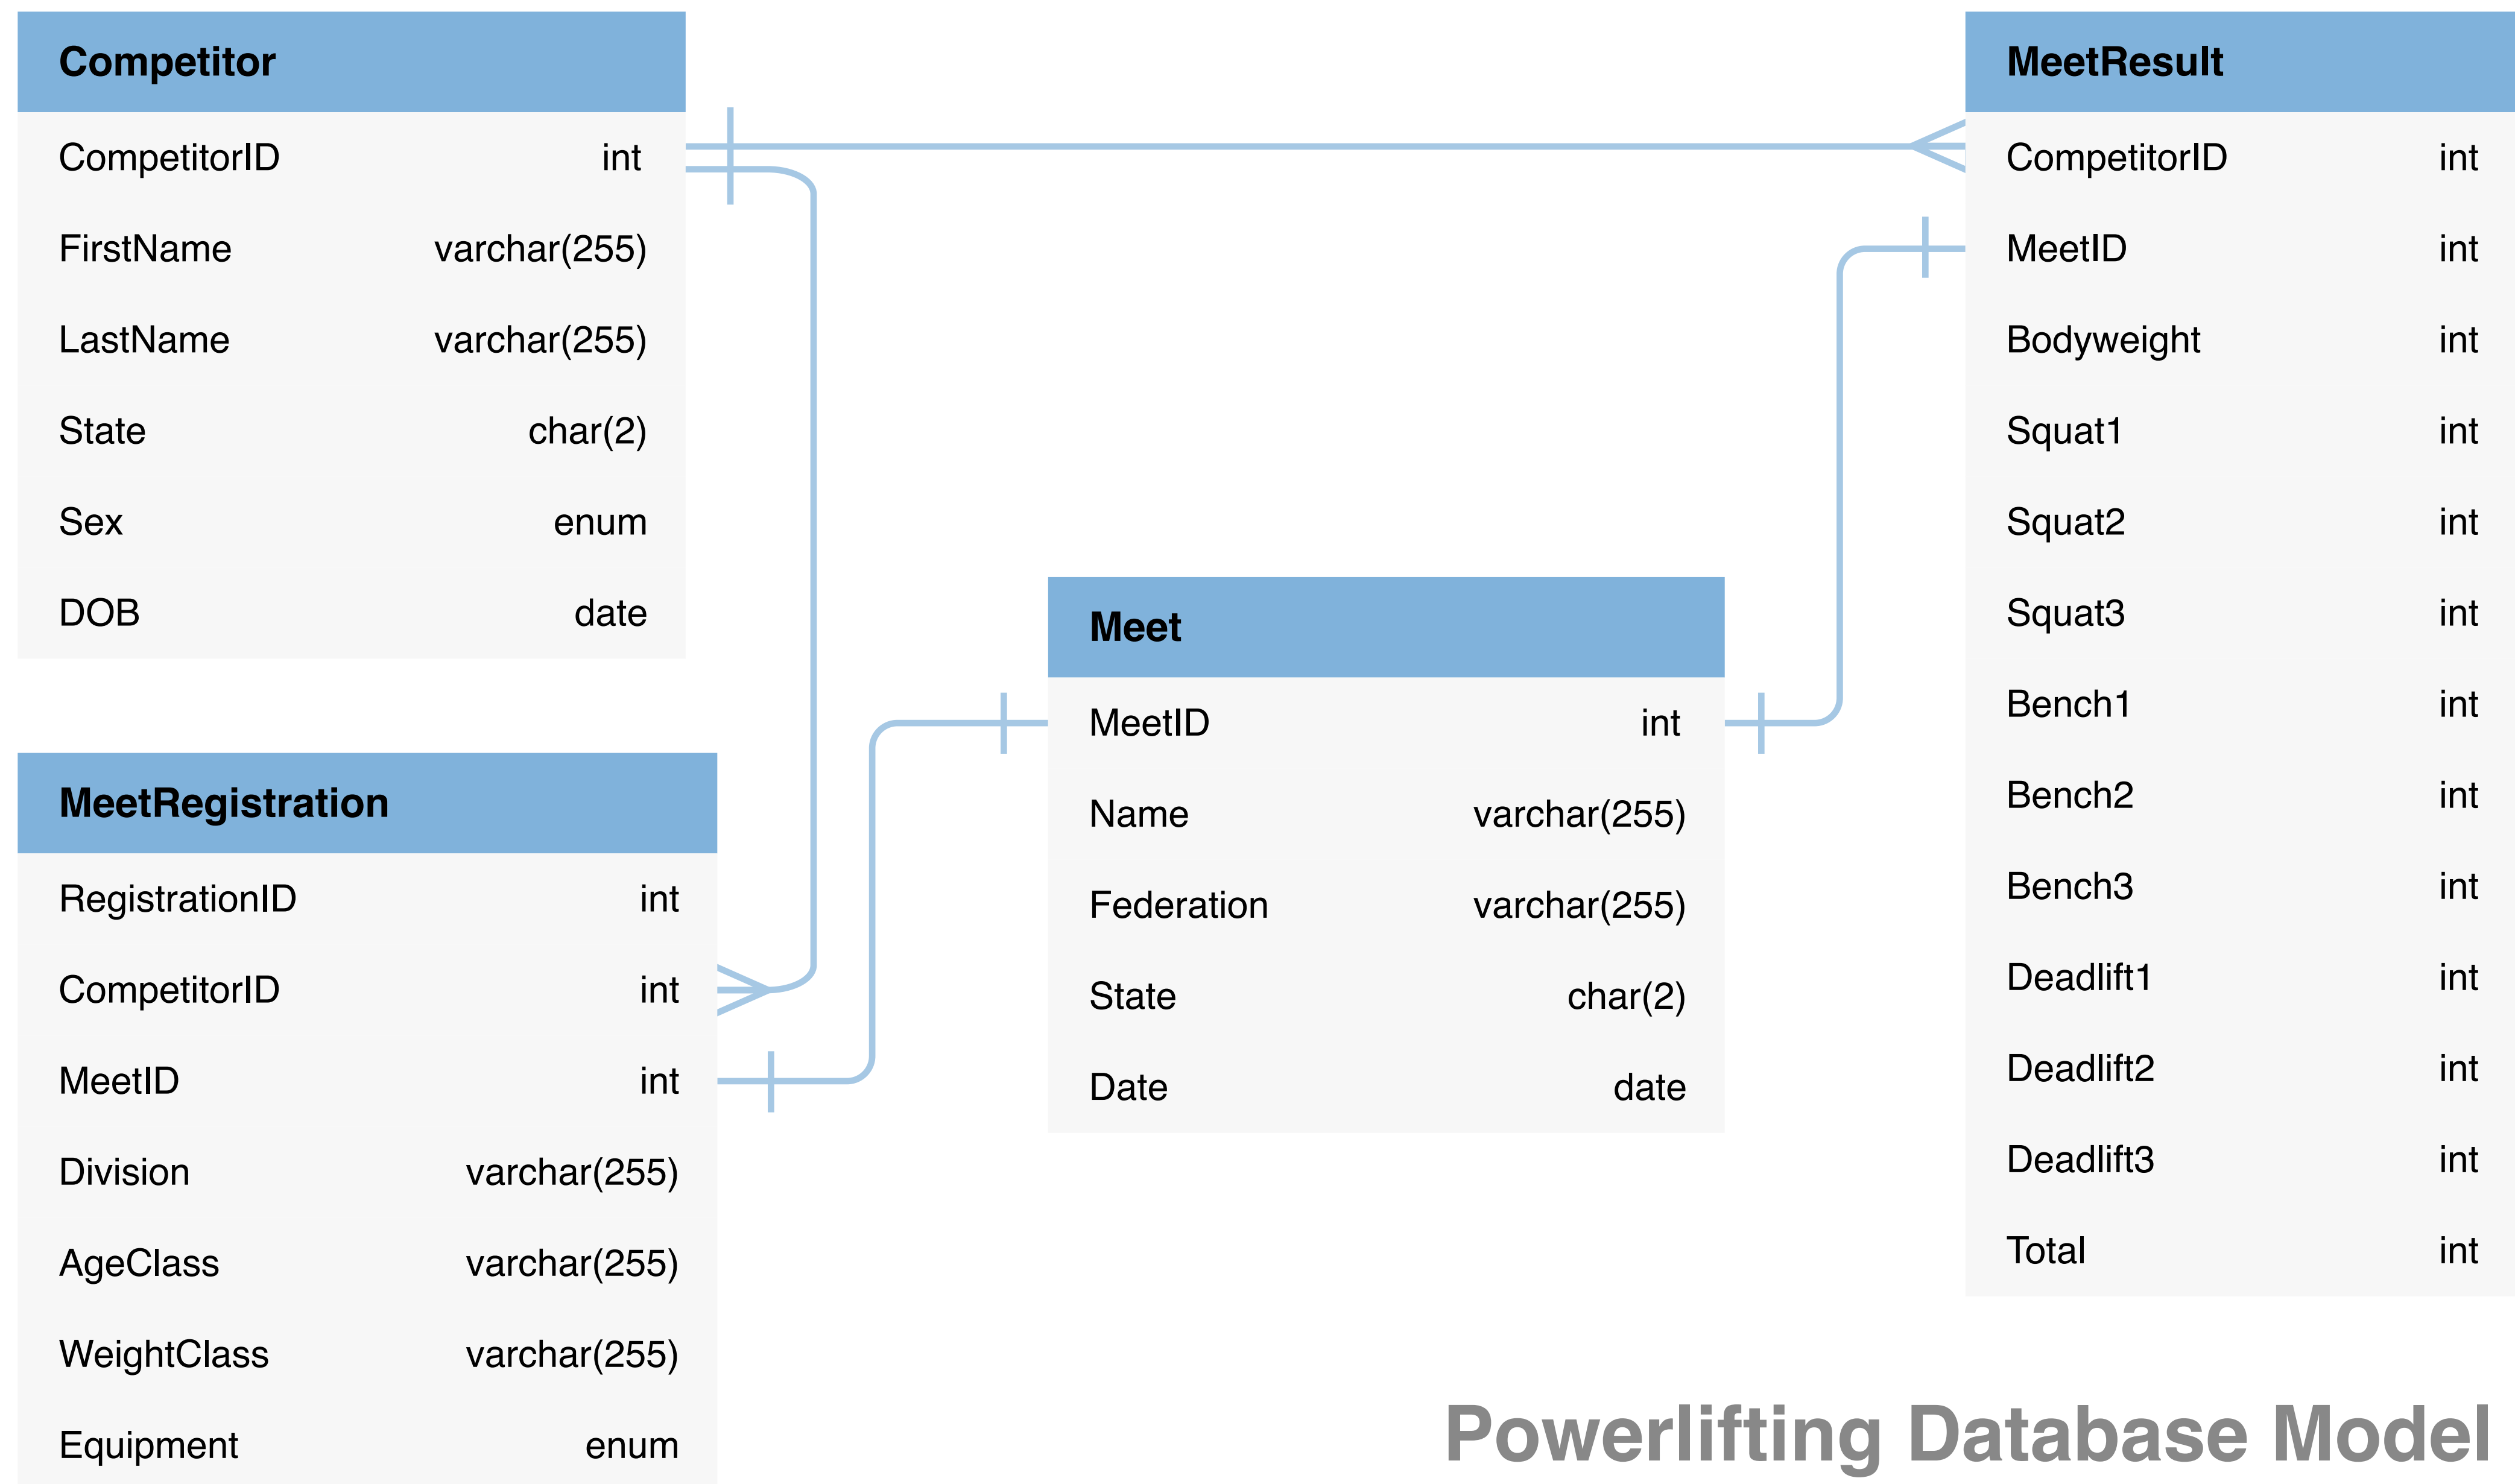 Competitor
CompetitorID int
FirstName varchar(255)
LastName varchar(255)
State char(2)
Sex enum
DOB date
MeetRegistration
RegistrationID int
CompetitorID int
MeetID int
Division varchar(255)
AgeClass varchar(255)
WeightClass varchar(255)
Equipment enum
Meet
MeetID int
Name varchar(255)
Federation varchar(255)
State char(2)
Date date
MeetResult
CompetitorID int
MeetID int
Bodyweight int
Squat1 int
Squat2 int
Squat3 int
Bench1 int
Bench2 int
Bench3 int
Deadlift1 int
Deadlift2 int
Deadlift3 int
Total int
Powerlifting Database Model